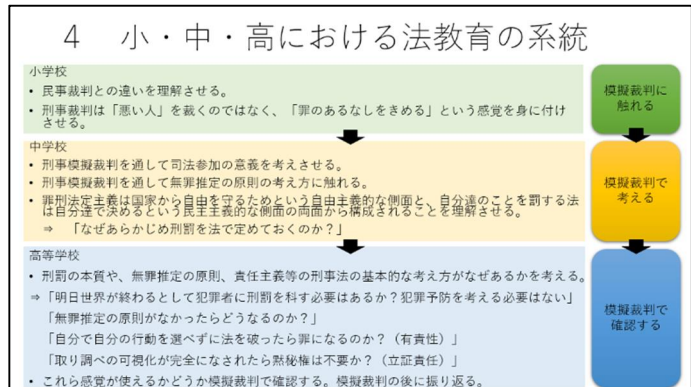 4 小・中・高における法教育の系統
小学校
• 民事裁判との違いを理解させる。
• 刑事裁判は「悪い人」を裁くのではなく、「罪のあるなしをきめる」という感覚を身に付け
させる。
模擬裁判に
触れる
中学校
• 刑事模擬裁判を通して司法参加の意義を考えさせる。
• 刑事模擬裁判を通して無罪推定の原則の考え方に触れる。
• 罪刑法定主義は国家から自由を守るためという自由主義的な側面と、自分達のことを罰する法
は自分達で決めるという民主主義的な側面の両面から構成されることを理解させる。
⇒ 「なぜあらかじめ刑罰を法で定めておくのか?」
模擬裁判で
考える
高等学校
• 刑罰の本質や、無罪推定の原則、責任主義等の刑事法の基本的な考え方がなぜあるかを考える。
⇒「明日世界が終わるとして犯罪者に刑罰を科す必要はあるか?犯罪予防を考える必要はない」
「無罪推定の原則がなかったらどうなるのか?」
「自分で自分の行動を選べずに法を破ったら罪になるのか?(有責性)」
「取り調べの可視化が完全になされたら黙秘権は不要か?(立証責任)」
• これら感覚が使えるかどうか模擬裁判で確認する。模擬裁判の後に振り返る。
模擬裁判で
確認する